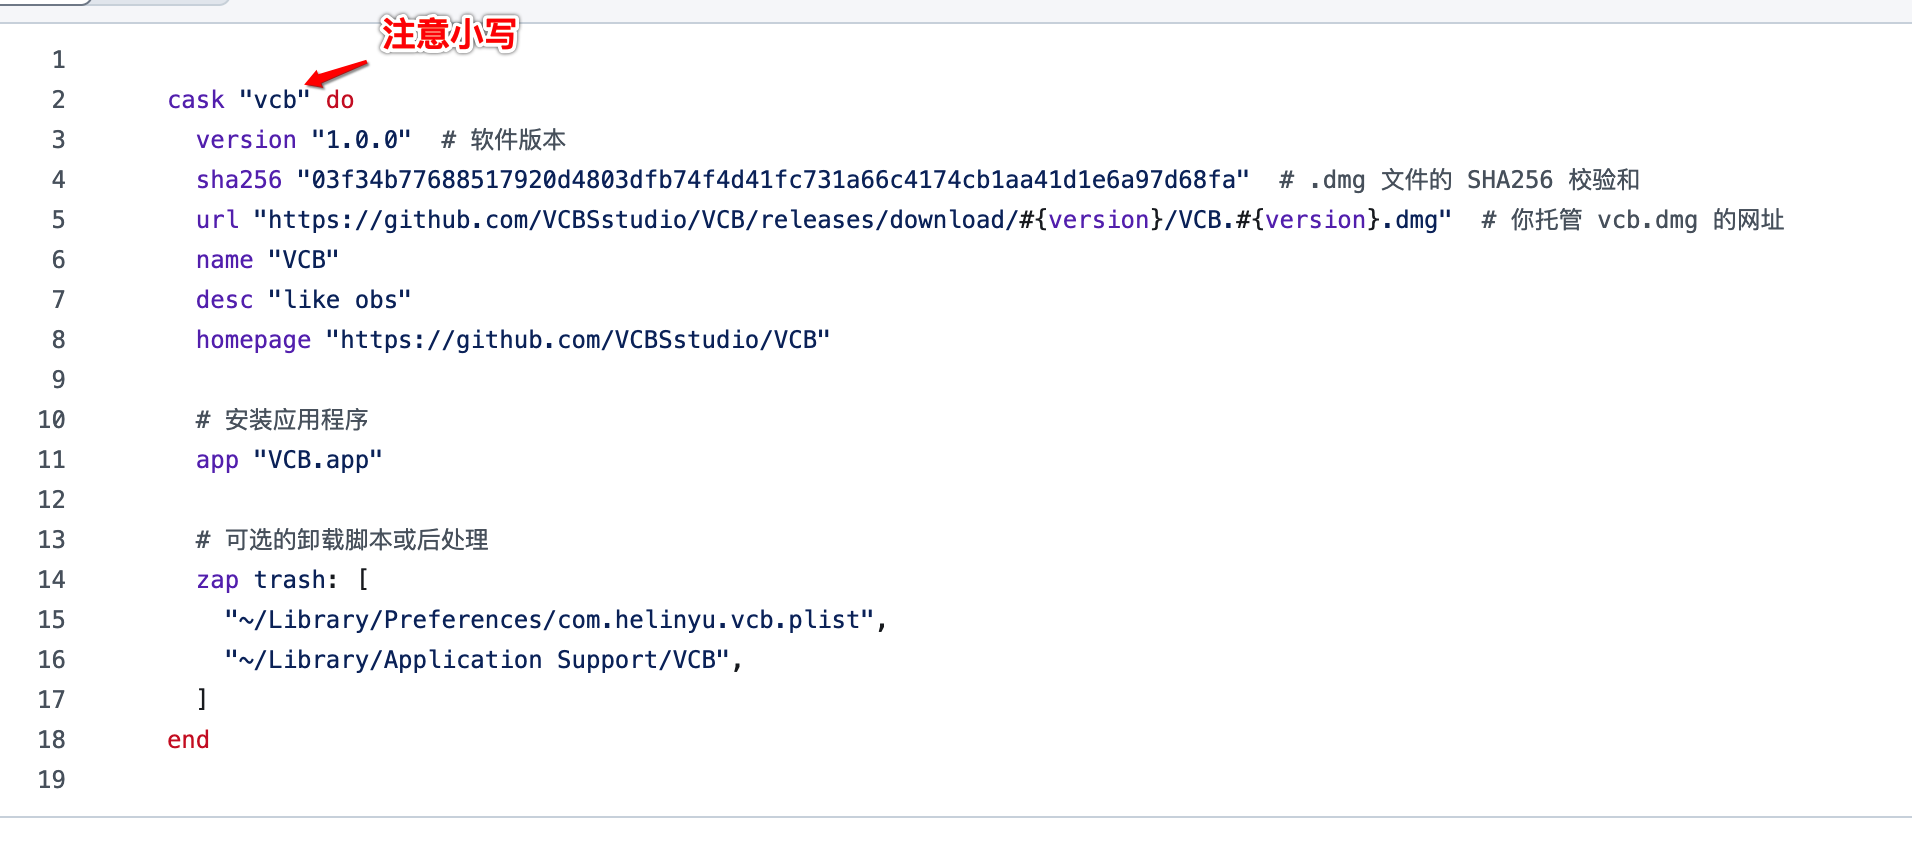 注意小写
1
2 cask "vcb" do
3 version "1.0.0" # 软件版本
4 sha256 "03f34b77688517920d4803dfb74f4d41fc731a66c4174cb1aa41d1e6a97d68fa" # .dmg 文件的 SHA256 校验和
5 url "https://github.com/VCBSstudio/VCB/releases/download/#{version}/VCB.#{version}.dmg" # 你托管 vcb.dmg 的网址
6 name "VCB"
7 desc "like obs"
8 homepage "https://github.com/VCBSstudio/VCB"
9
10 # 安装应用程序
11 app "VCB.app"
12
13 # 可选的卸载脚本或后处理
14 zap trash: [
15 "~/Library/Preferences/com.helinyu.vcb.plist",
16 "~/Library/Application Support/VCB",
17 ]
18 end
19